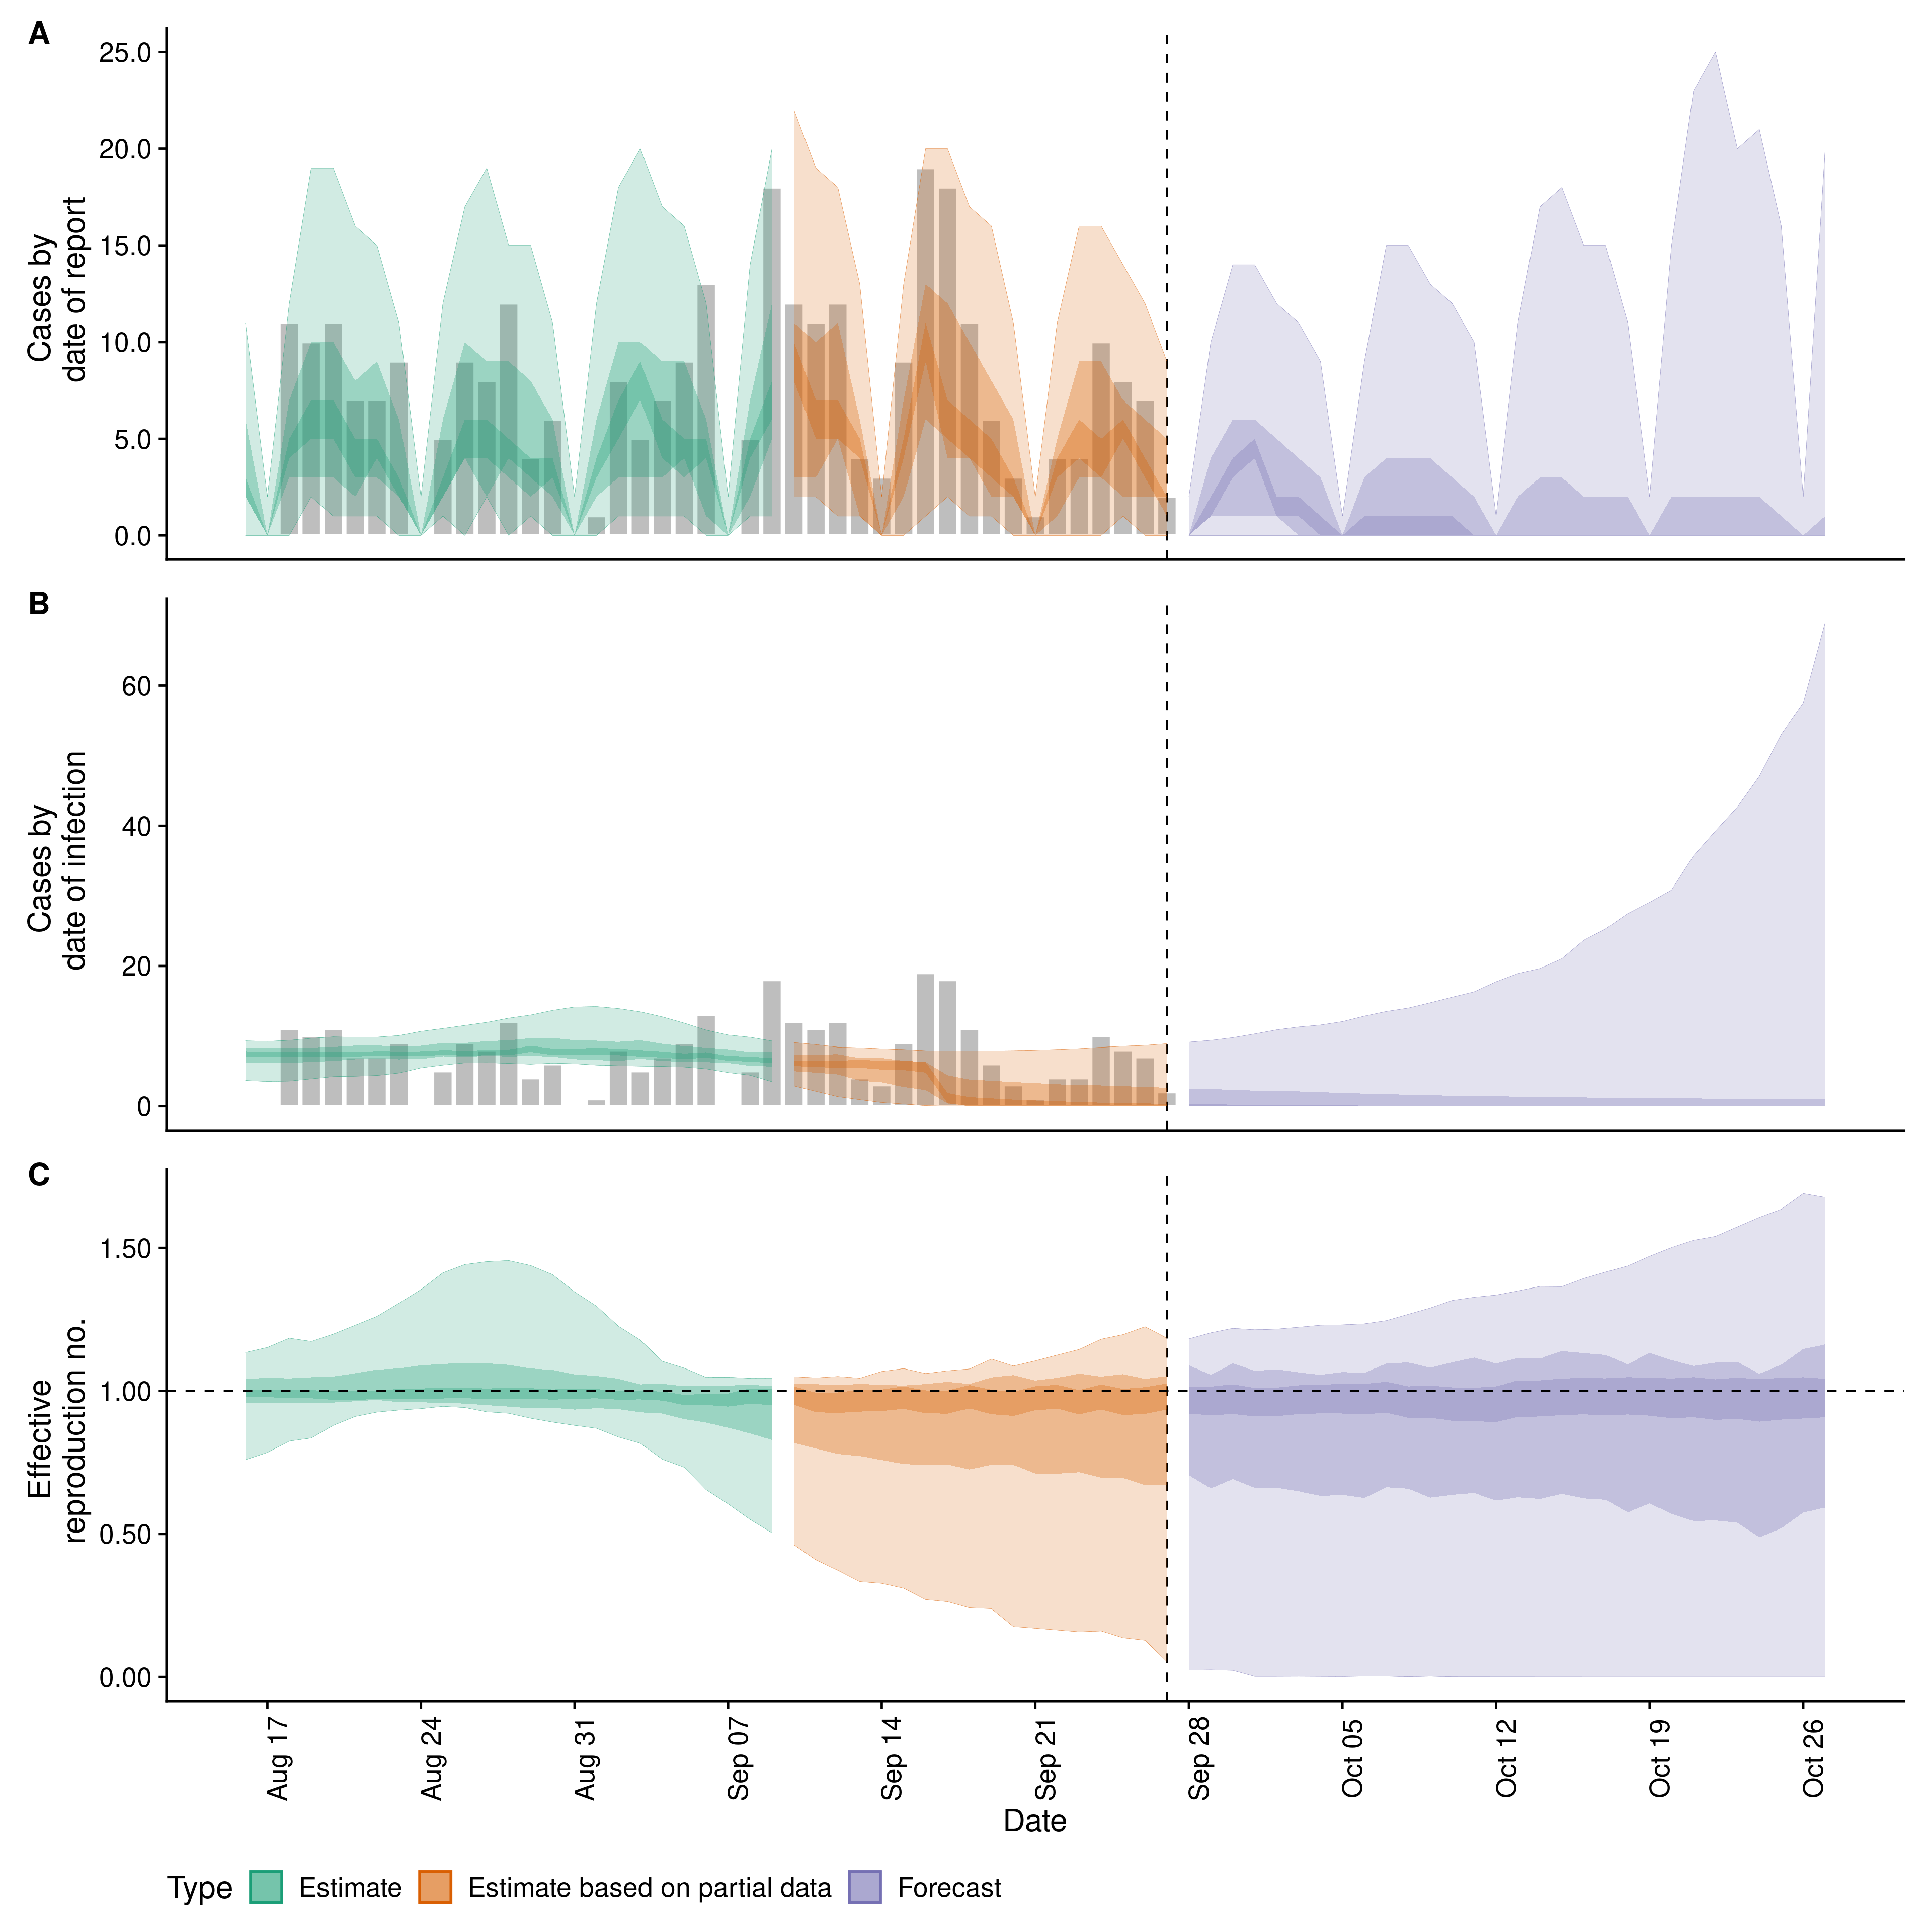 A
25.0
20.0
15.0
10.0
5.0
0.0
Cases by
date of report
B
60
40
20
0
Cases by
date of infection
C
1.50
1.00
0.50
0.00
Effective
reproduction no.
Aug 17
Aug 24
Aug 31
Sep 07
Sep 14
Sep 21
Sep 28
Oct 05
Oct 12
Oct 19
Oct 26
Date
Type Estimate Estimate based on partial data Forecast